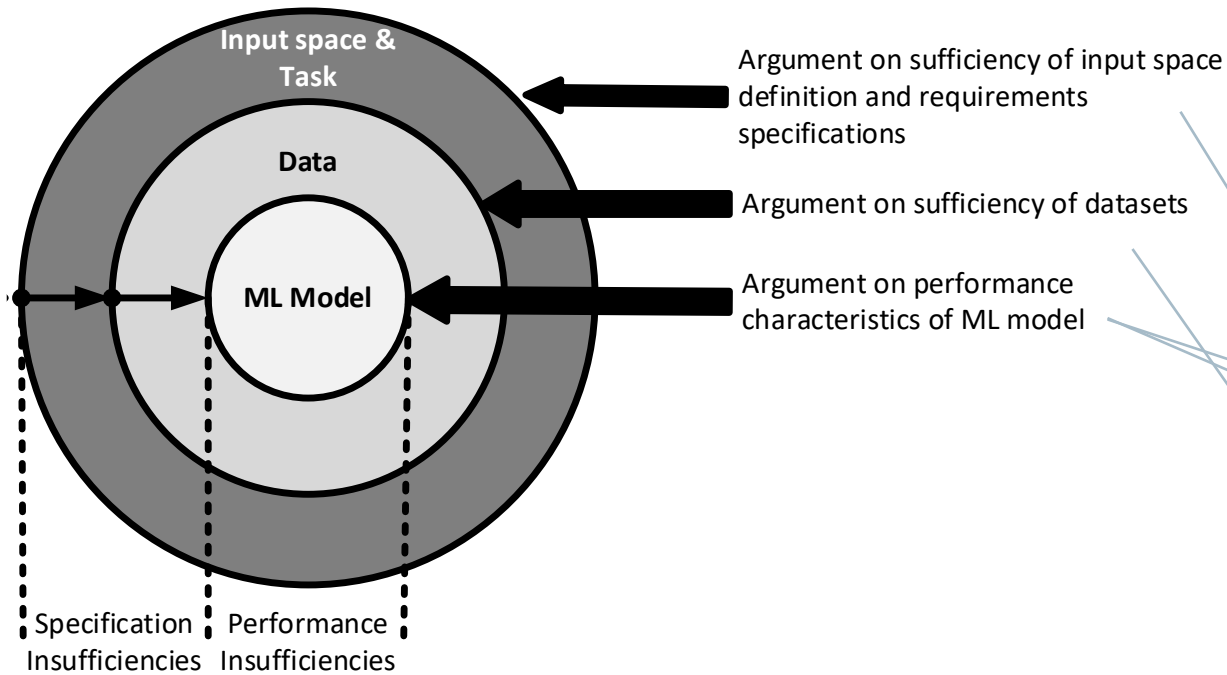 Input space &
Task
Data
ML Model
Argument on sufficiency of input space
definition and requirements
specifications
Argument on sufficiency of datasets
Argument on performance
characteristics of ML model
Specification
Insufficiencies
Performance
Insufficiencies